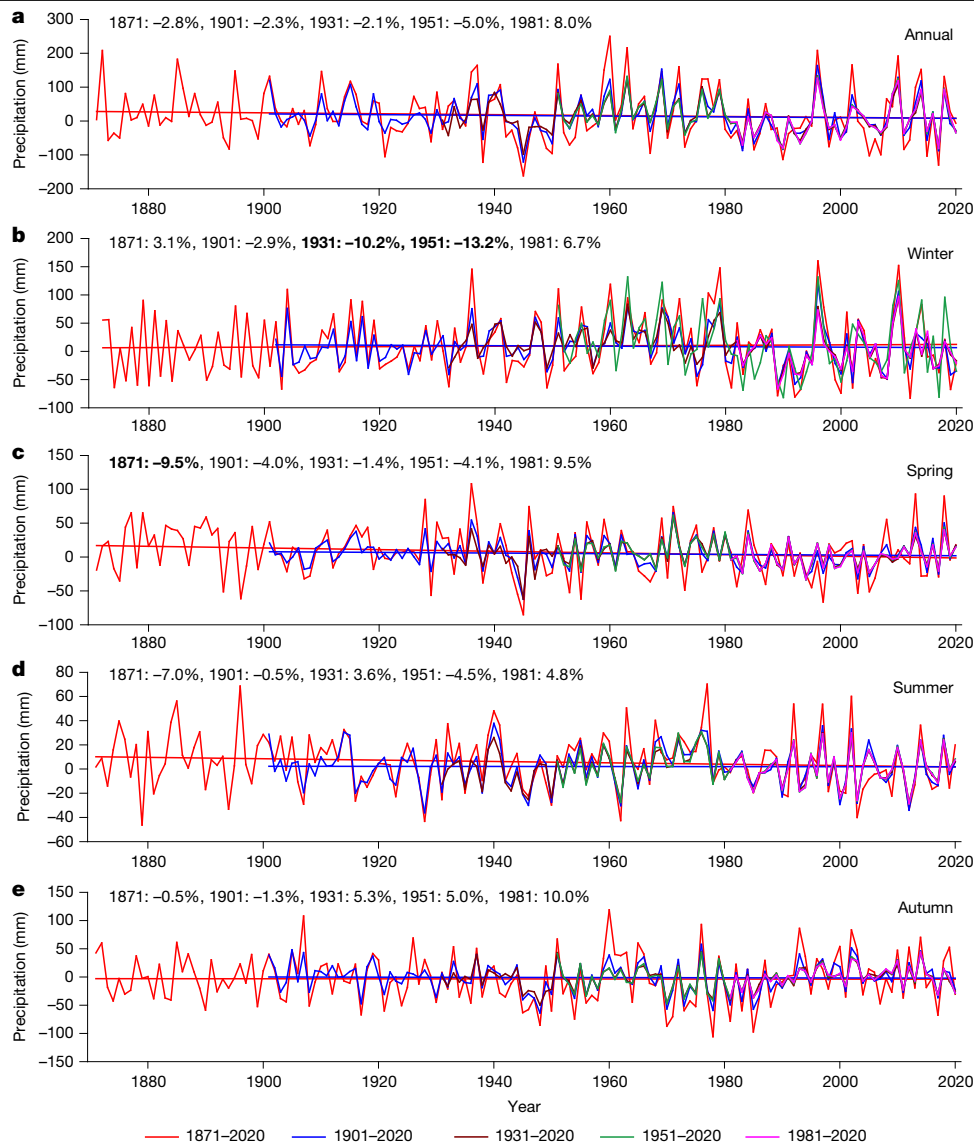 a
1871: –2.8%, 1901: –2.3%, 1931: –2.1%, 1951: –5.0%, 1981: 8.0%
Annual
Precipitation (mm)
300
200
100
0
–100
–200
1880 1900 1920 1940 1960 1980 2000 2020
b
1871: 3.1%, 1901: –2.9%, 1931: –10.2%, 1951: –13.2%, 1981: 6.7%
Winter
Precipitation (mm)
200
150
100
50
0
–50
–100
1880 1900 1920 1940 1960 1980 2000 2020
c
1871: –9.5%, 1901: –4.0%, 1931: –1.4%, 1951: –4.1%, 1981: 9.5%
Spring
Precipitation (mm)
150
100
50
0
–50
–100
1880 1900 1920 1940 1960 1980 2000 2020
d
1871: –7.0%, 1901: –0.5%, 1931: 3.6%, 1951: –4.5%, 1981: 4.8%
Summer
Precipitation (mm)
80
60
40
20
0
–20
–40
–60
1880 1900 1920 1940 1960 1980 2000 2020
e
1871: –0.5%, 1901: –1.3%, 1931: 5.3%, 1951: 5.0%, 1981: 10.0%
Autumn
Precipitation (mm)
150
100
50
0
–50
–100
–150
1880 1900 1920 1940 1960 1980 2000 2020
Year
1871–2020 1901–2020 1931–2020 1951–2020 1981–2020